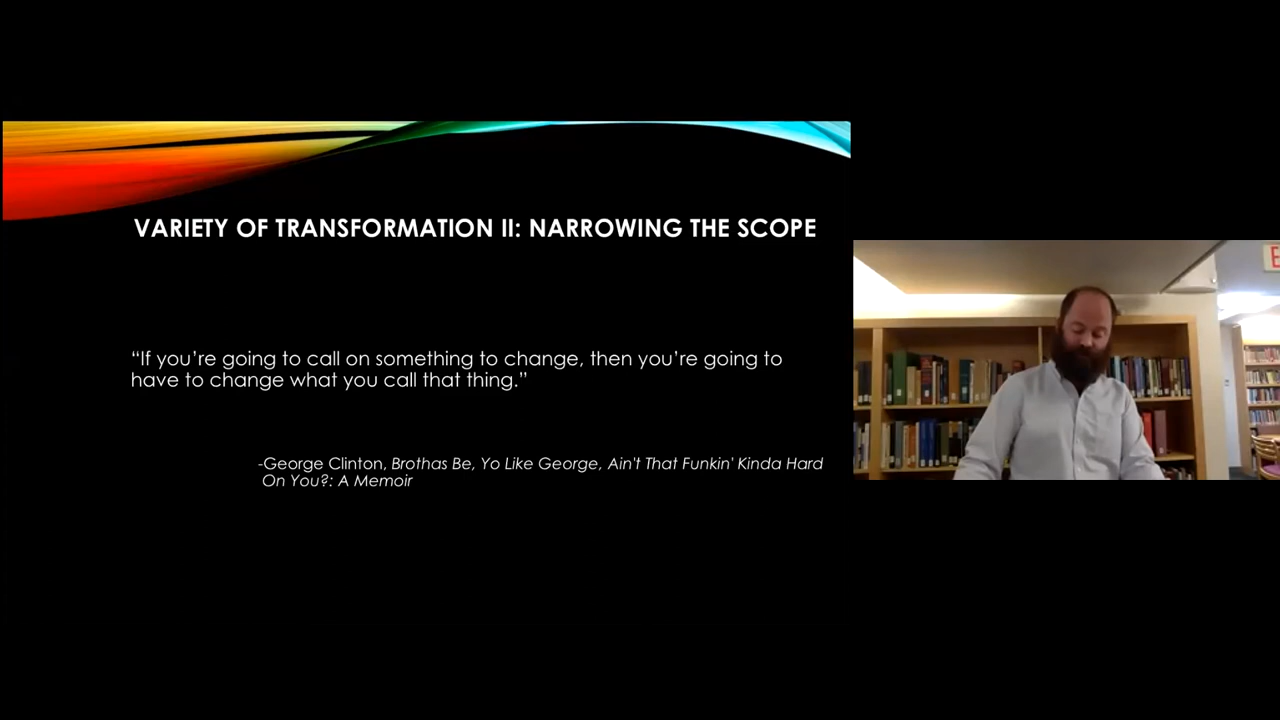 VARIETY OF TRANSFORMATION II: NARROWING THE SCOPE
“If you’re going to call on something to change, then you’re going to
have to change what you call that thing.”
-George Clinton, Brothas Be, Yo Like George, Ain't That Funkin' Kinda Hard
On You?: A Memoir